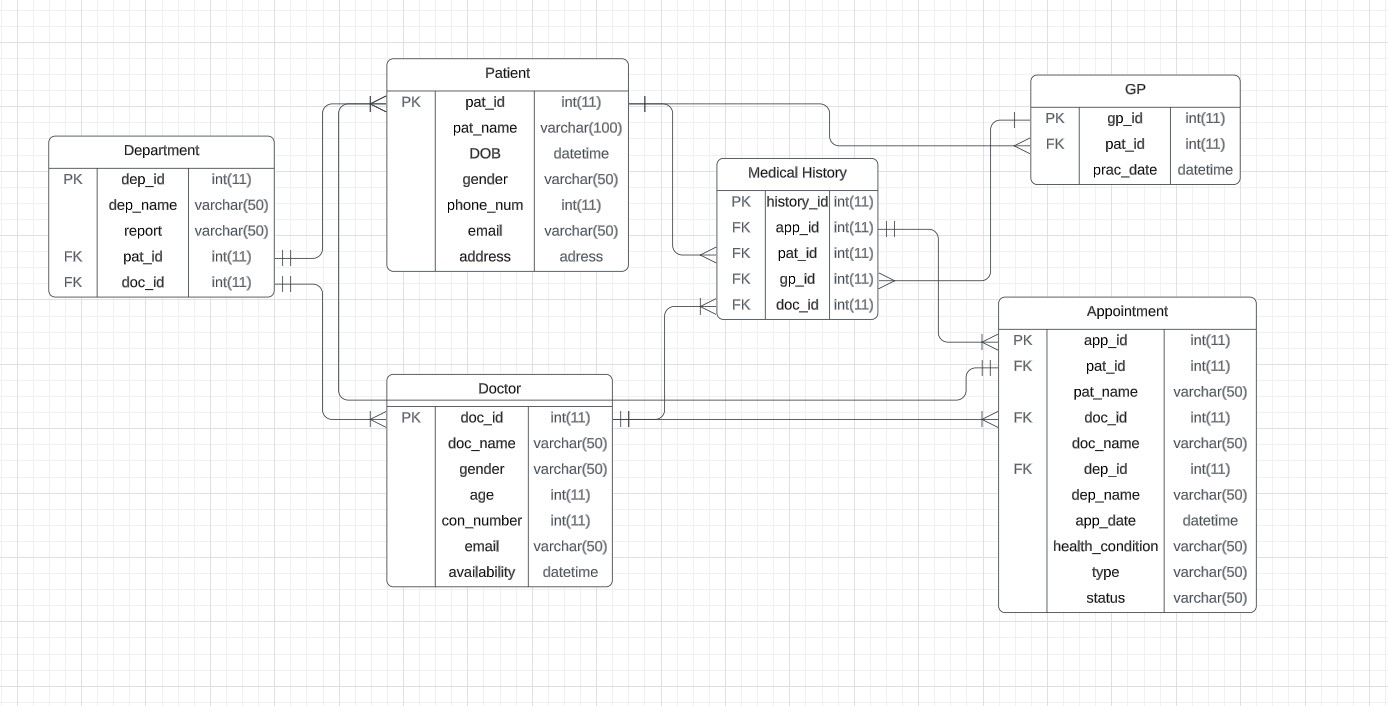 Department
PK dep_id int(11)
dep_name varchar(50)
report varchar(50)
FK pat_id int(11)
FK doc_id int(11)
Patient
PK pat_id int(11)
pat_name varchar(100)
DOB datetime
gender varchar(50)
phone_num int(11)
email varchar(50)
address adress
Doctor
PK doc_id int(11)
doc_name varchar(50)
gender varchar(50)
age int(11)
con_number int(11)
email varchar(50)
availability datetime
Medical History
PK history_id int(11)
FK app_id int(11)
FK pat_id int(11)
FK gp_id int(11)
FK doc_id int(11)
GP
PK gp_id int(11)
FK pat_id int(11)
prac_date datetime
Appointment
PK app_id int(11)
FK pat_id int(11)
pat_name varchar(50)
FK doc_id int(11)
doc_name varchar(50)
FK dep_id int(11)
dep_name varchar(50)
app_date datetime
health_condition varchar(50)
type varchar(50)
status varchar(50)